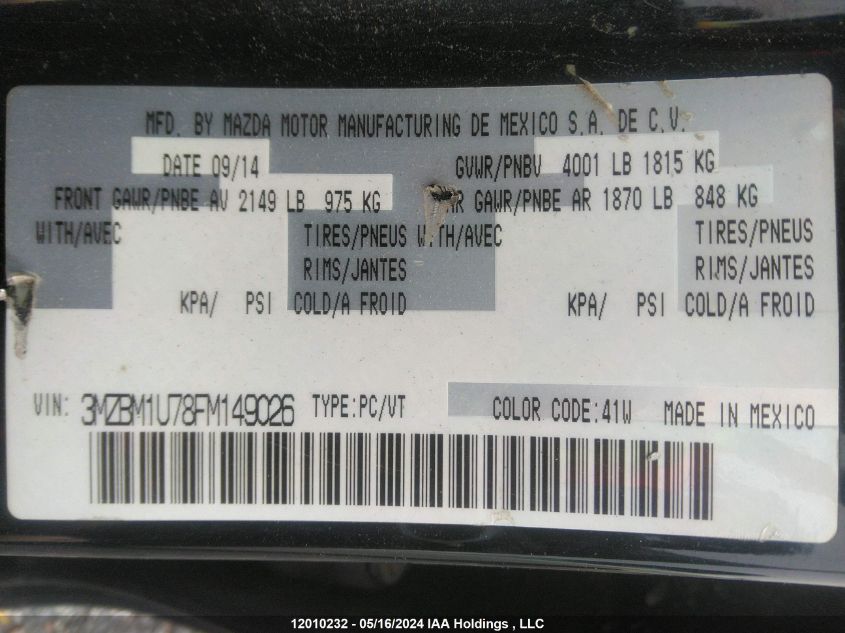 MFD. BY MAZDA MOTOR MANUFACTURING DE MEXICO S.A. DE C.V.
DATE 09/14 GVWR/PNBV 4001 LB 1815 KG
FRONT GAWR/PNBE AV 2149 LB 975 KG GAWR/PNBE AR 1870 LB 848 KG
WITH/AVEC TIRES/PNEUS WITH/AVEC TIRES/PNEUS
RIMS/JANTES RIMS/JANTES
KPA/ PSI COLD/A FROID KPA/ PSI COLD/A FROID
VIN: 3MZBM1U78FM149026 TYPE:PC/VT COLOR CODE:41W MADE IN MEXICO
12010232 - 05/16/2024 IAA Holdings , LLC